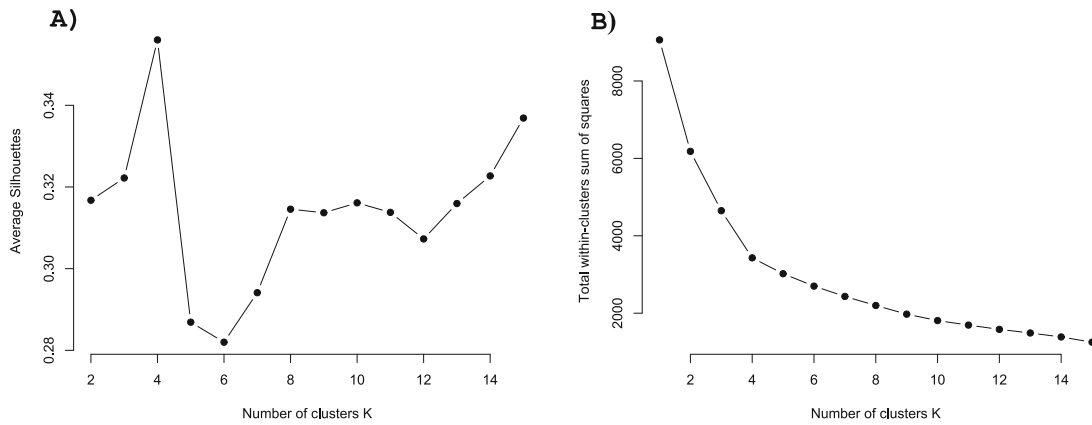 A)
Average Silhouettes
0.34
0.32
0.30
0.28
2 4 6 8 10 12 14
Number of clusters K
B)
Total within-clusters sum of squares
8000
6000
4000
2000
2 4 6 8 10 12 14
Number of clusters K